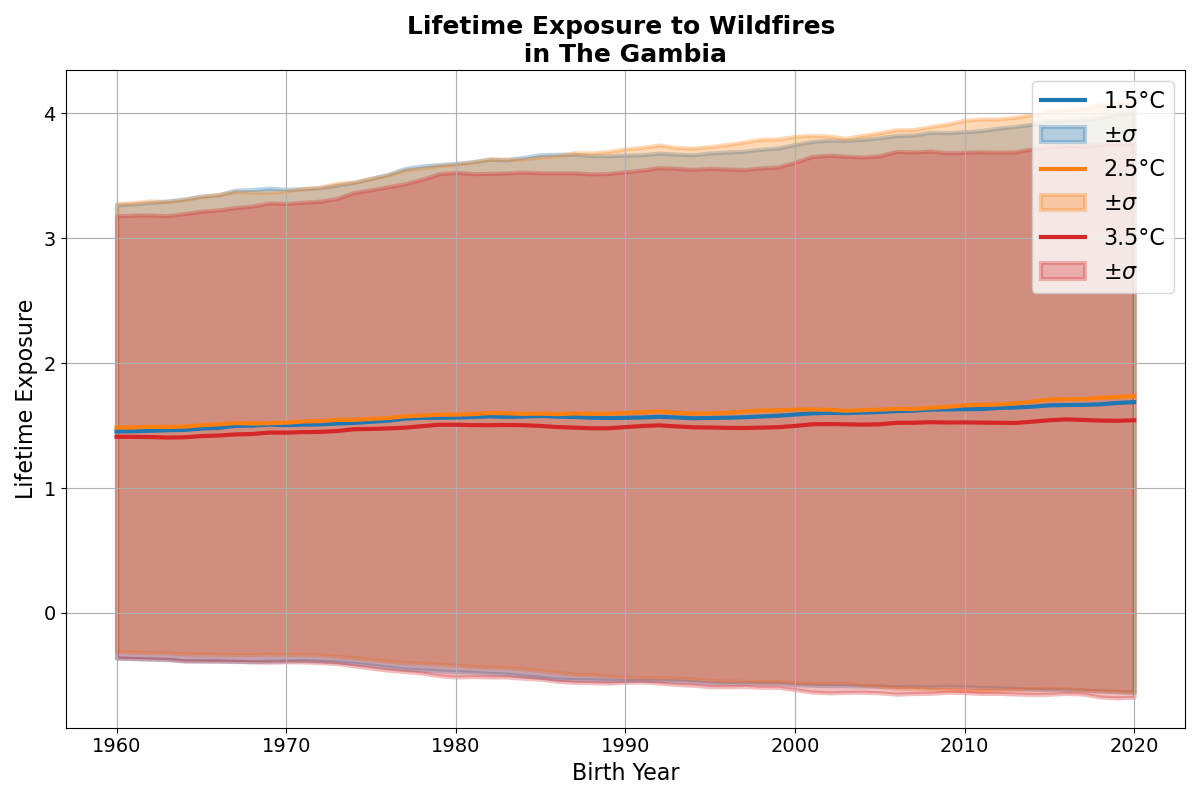 Lifetime Exposure to Wildfires
in The Gambia
Lifetime Exposure
4
3
2
1
0
1960
1970
1980
1990
2000
2010
2020
Birth Year
1.5°C
±σ
2.5°C
±σ
3.5°C
±σ